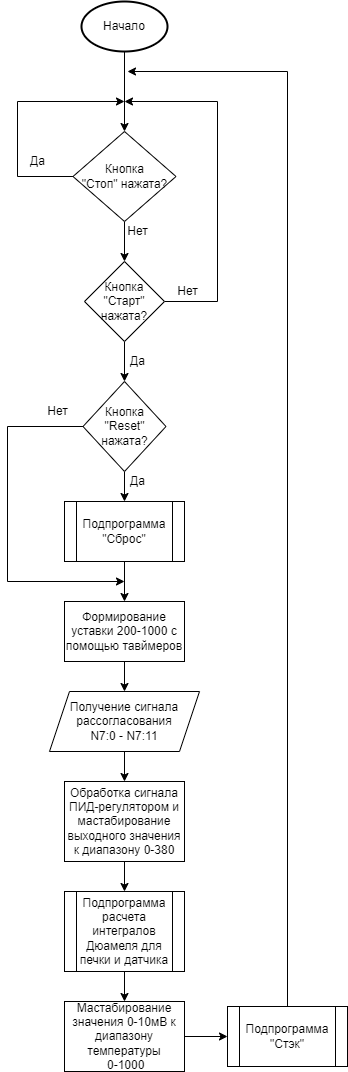 Начало
Кнопка
"Стоп" нажата?
Да
Нет
Кнопка
"Старт"
нажата?
Нет
Да
Кнопка
"Reset"
нажата?
Нет
Да
Подпрограмма
"Сброс"
Формирование
уставки 200-1000 с
помощью тавймеров
Получение сигнала
рассогласования
N7:0 - N7:11
Обработка сигнала
ПИД-регулятором и
мастабирование
выходного значения
к диапазону 0-380
Подпрограмма
расчета
интегралов
Дюамеля для
печки и датчика
Мастабирование
значения 0-10мВ к
диапазону
температуры
0-1000
Подпрограмма
"Стэк"